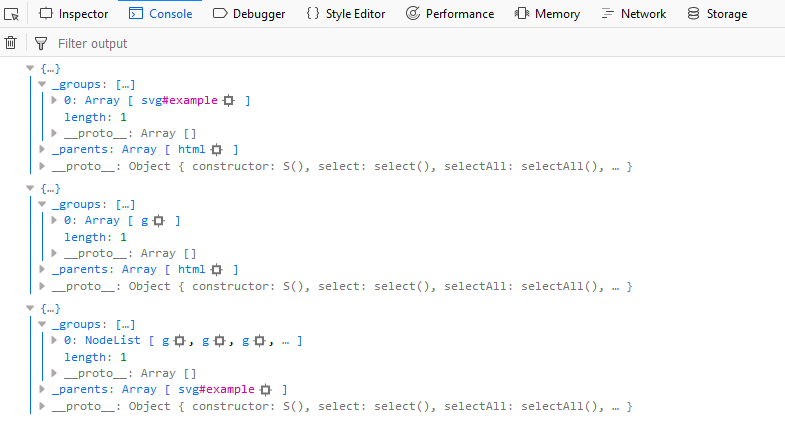 Inspector Console Debugger { } Style Editor Performance Memory Network Storage
Filter output
{…}
_groups: […]
0: Array [ svg#example ]
length: 1
__proto__: Array []
_parents: Array [ html ]
__proto__: Object { constructor: S(), select: select(), selectAll: selectAll(), … }
{…}
_groups: […]
0: Array [ g ]
length: 1
__proto__: Array []
_parents: Array [ html ]
__proto__: Object { constructor: S(), select: select(), selectAll: selectAll(), … }
{…}
_groups: […]
0: NodeList [ g , g , g , … ]
length: 1
__proto__: Array []
_parents: Array [ svg#example ]
__proto__: Object { constructor: S(), select: select(), selectAll: selectAll(), … }